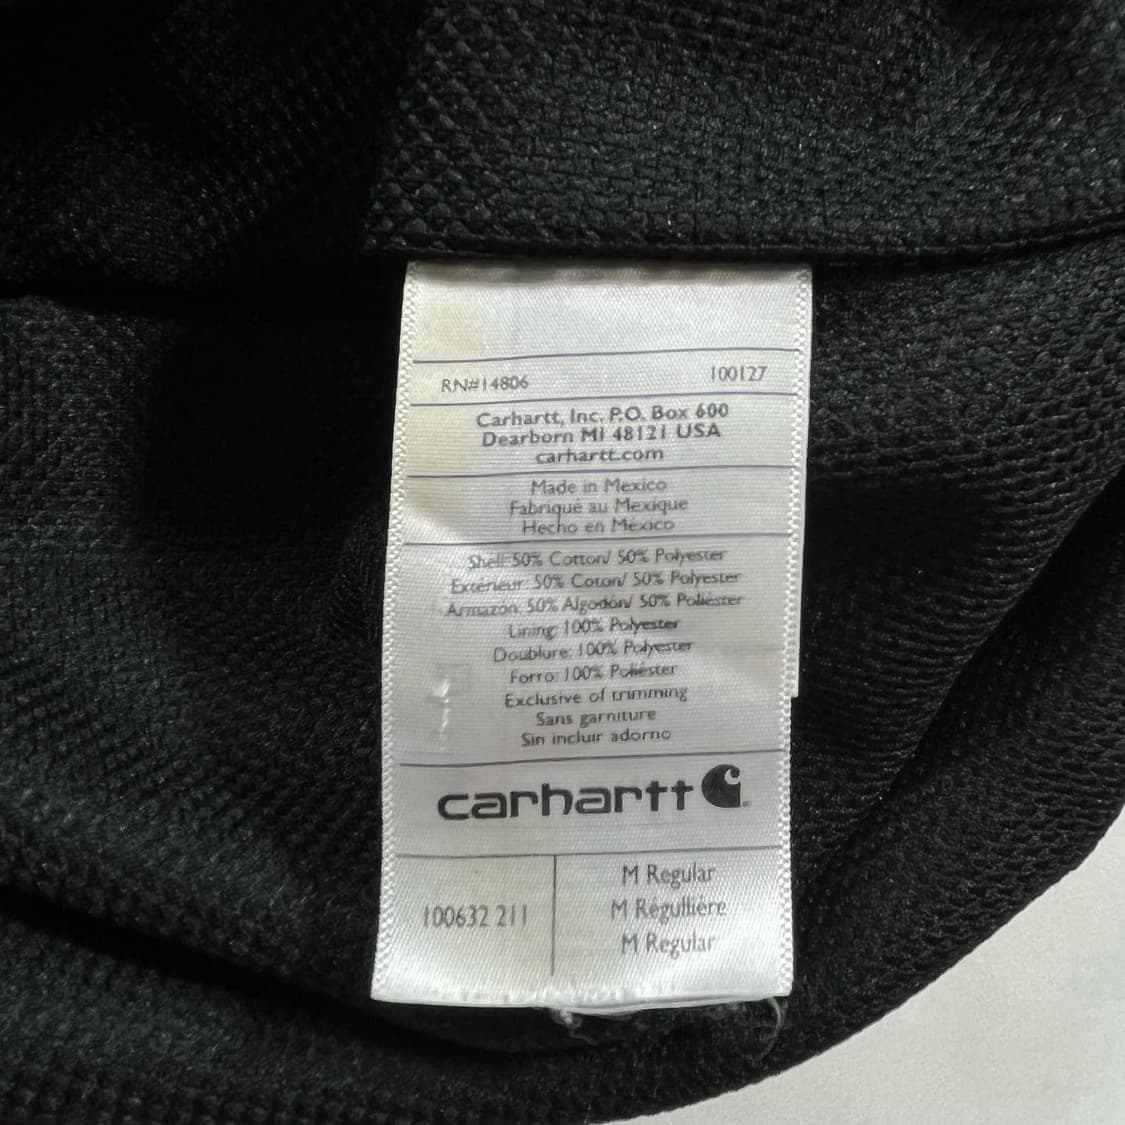 RN#14806 100127
Carhartt, Inc. P.O. Box 600
Dearborn MI 48121 USA
carhartt.com
Made in Mexico
Fabriqué au Mexique
Hecho en México
Shell: 50% Cotton/ 50% Polyester
Extérieur: 50% Coton/ 50% Polyester
Armazón: 50% Algodón/ 50% Poliéster
Lining: 100% Polyester
Doublure: 100% Polyester
Forro: 100% Poliéster
Exclusive of trimming
Sans garniture
Sin incluir adorno
carhartt
100632 211
M Regular
M Régullière
M Regular